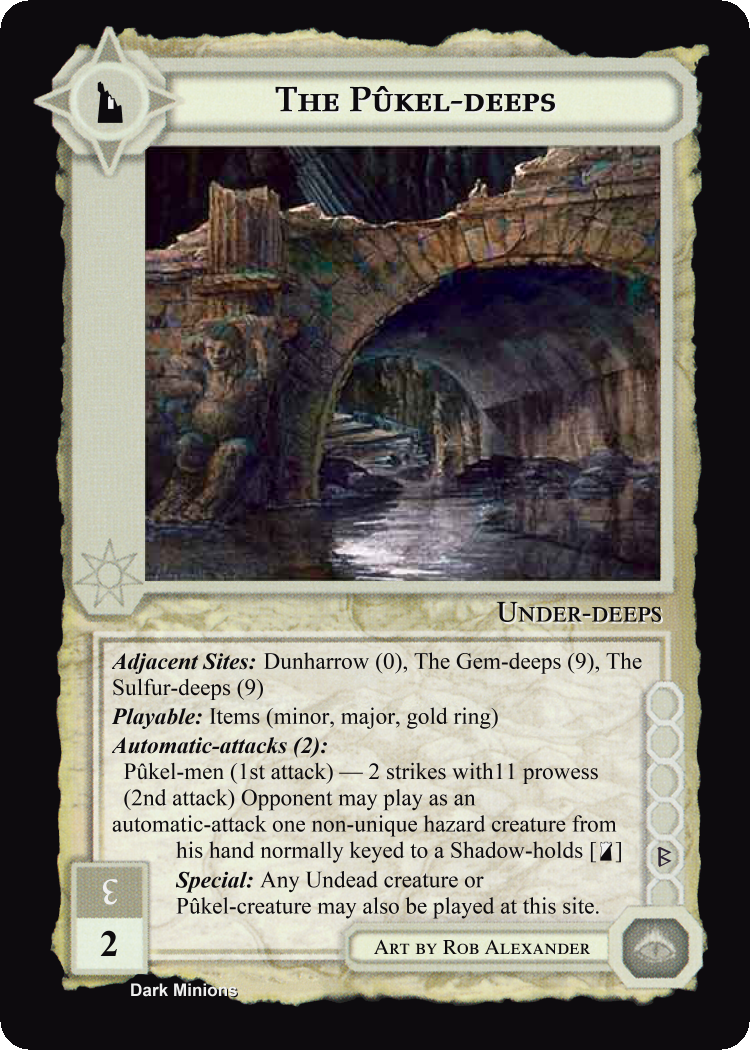 The Pûkel-deeps
Under-deeps
Adjacent Sites: Dunharrow (0), The Gem-deeps (9), The
Sulfur-deeps (9)
Playable: Items (minor, major, gold ring)
Automatic-attacks (2):
Pûkel-men (1st attack) — 2 strikes with11 prowess
(2nd attack) Opponent may play as an
automatic-attack one non-unique hazard creature from
his hand normally keyed to a Shadow-holds [ ]
Special: Any Undead creature or
Pûkel-creature may also be played at this site.
2
Art by Rob Alexander
Dark Minions